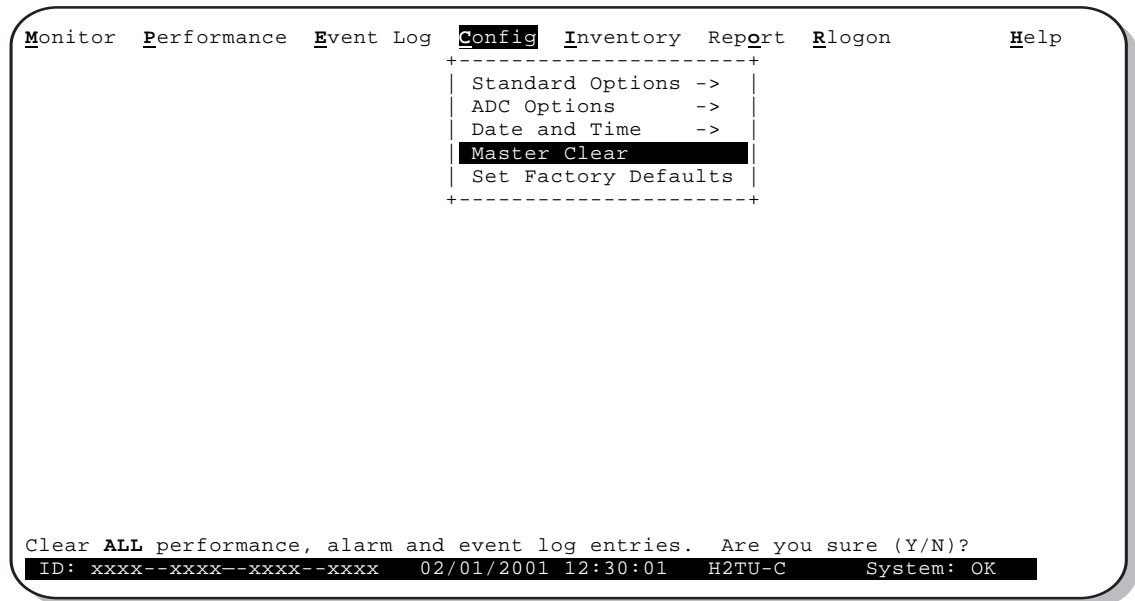 Monitor Performance Event Log Config Inventory Report Rlogon Help
+----------------------+
| Standard Options -> |
| ADC Options -> |
| Date and Time -> |
| Master Clear |
| Set Factory Defaults |
+----------------------+
Clear ALL performance, alarm and event log entries. Are you sure (Y/N)?
ID: xxxx--xxxx--xxxx--xxxx 02/01/2001 12:30:01 H2TU-C System: OK